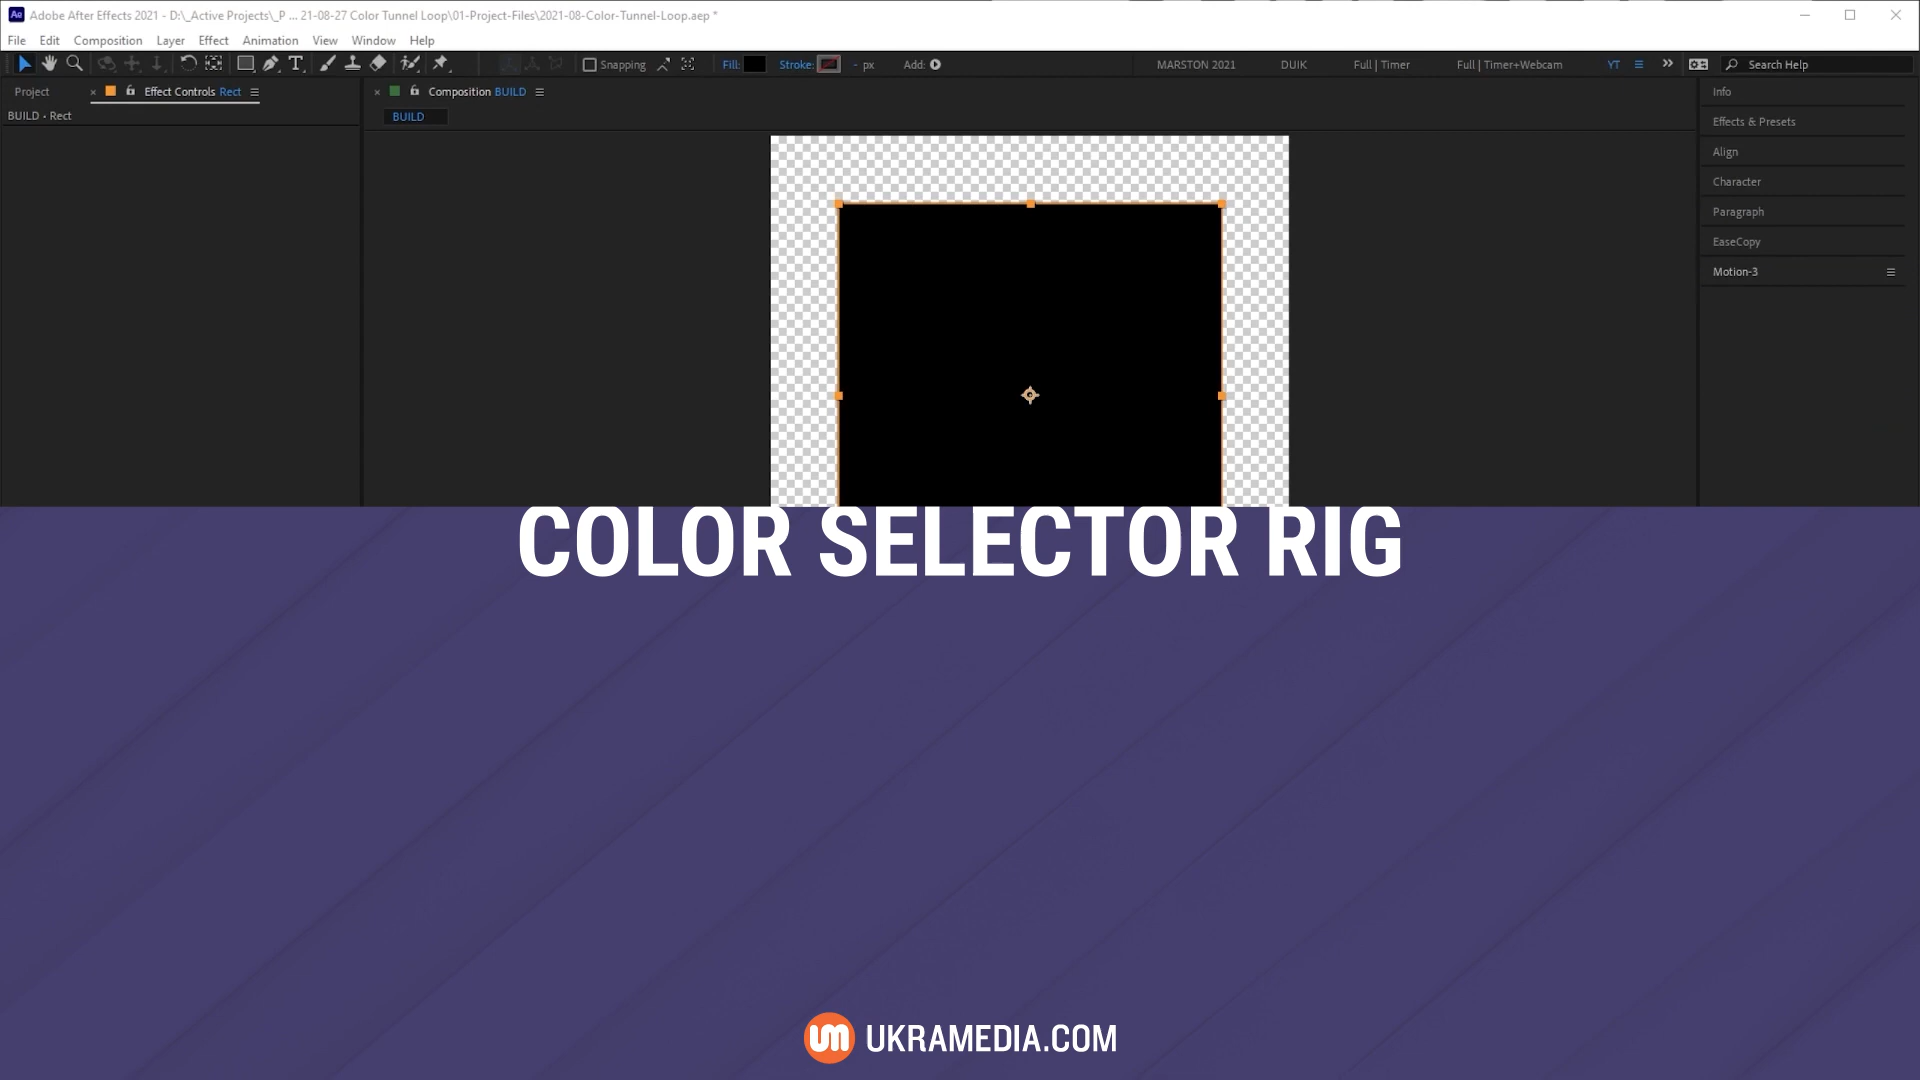 Ae Adobe After Effects 2021 - D:\_Active Projects\_P ... 21-08-27 Color Tunnel Loop\01-Project-Files\2021-08-Color-Tunnel-Loop.aep *
File Edit Composition Layer Effect Animation View Window Help
Snapping Fill: Stroke: - px Add: MARSTON 2021 DUIK Full | Timer Full | Timer+Webcam YT Search Help
Project × Effect Controls Rect × Composition BUILD
BUILD • Rect
BUILD
Info
Effects & Presets
Align
Character
Paragraph
EaseCopy
Motion-3
COLOR SELECTOR RIG
um UKRAMEDIA.COM